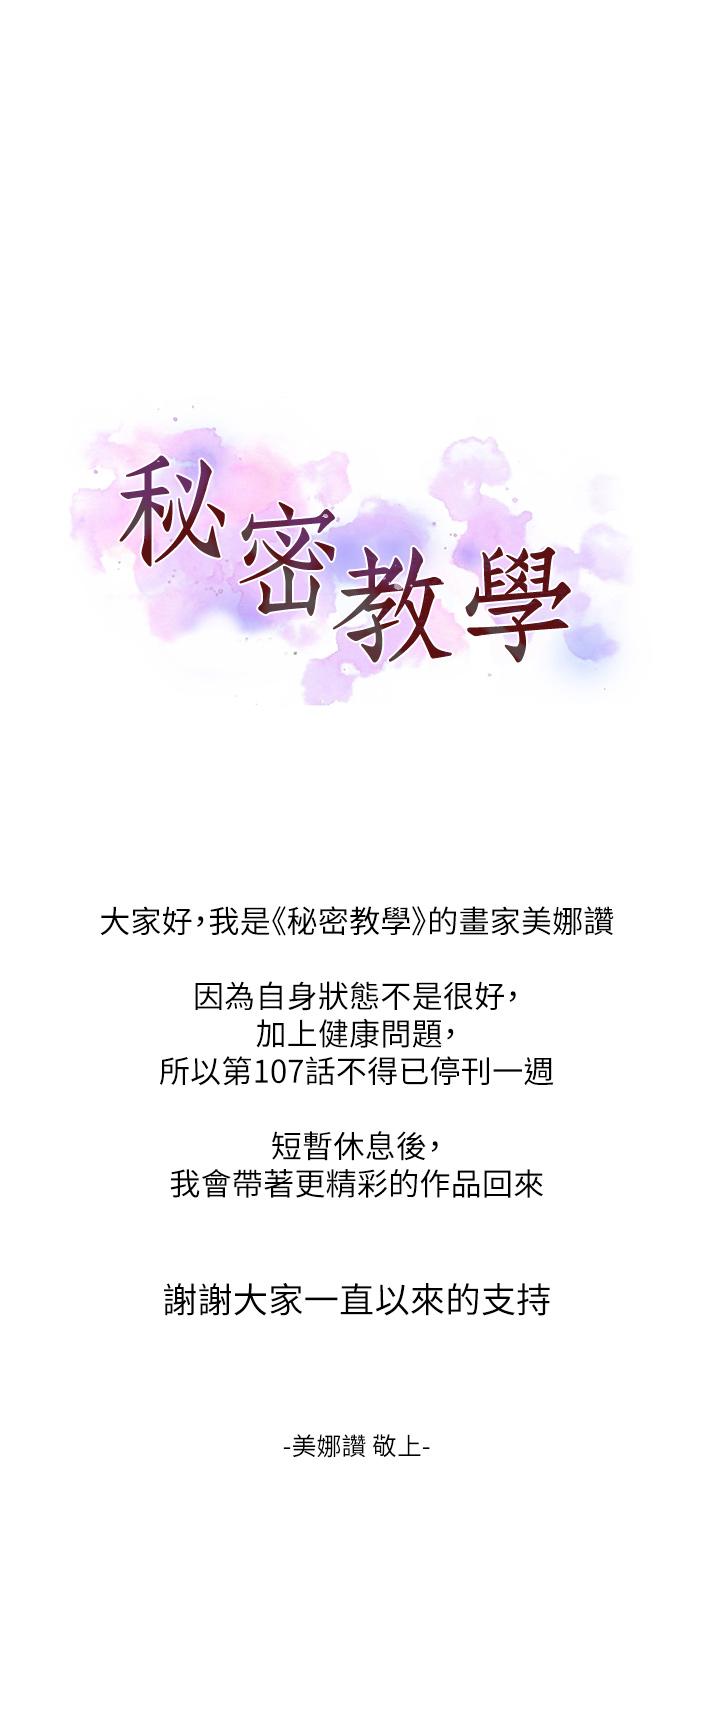 秘密教學
大家好，我是《秘密教學》的畫家美娜讚
因為自身狀態不是很好，
加上健康問題，
所以第107話不得已停刊一週
短暫休息後，
我會帶著更精彩的作品回來
謝謝大家一直以來的支持
-美娜讚 敬上-